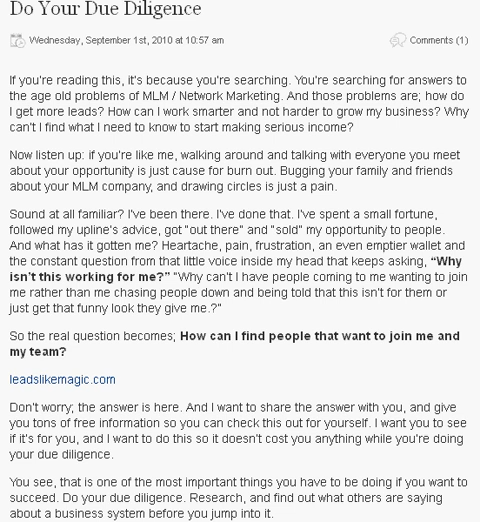 Do Your Due Diligence
Wednesday, September 1st, 2010 at 10:57 am
Comments (1)
If you're reading this, it's because you're searching. You're searching for answers to
the age old problems of MLM / Network Marketing. And those problems are; how do
I get more leads? How can I work smarter and not harder to grow my business? Why
can't I find what I need to know to start making serious income?
Now listen up: if you're like me, walking around and talking with everyone you meet
about your opportunity is just cause for burn out. Bugging your family and friends
about your MLM company, and drawing circles is just a pain.
Sound at all familiar? I've been there. I've done that. I've spent a small fortune,
followed my upline's advice, got "out there" and "sold" my opportunity to people.
And what has it gotten me? Heartache, pain, frustration, an even emptier wallet and
the constant question from that little voice inside my head that keeps asking, "Why
isn't this working for me?" "Why can't I have people coming to me wanting to join
me rather than me chasing people down and being told that this isn't for them or
just get that funny look they give me.?"
So the real question becomes; How can I find people that want to join me and
my team?
leadslikemagic.com
Don't worry; the answer is here. And I want to share the answer with you, and give
you tons of free information so you can check this out for yourself. I want you to see
if it's for you, and I want to do this so it doesn't cost you anything while you're doing
your due diligence.
You see, that is one of the most important things you have to be doing if you want to
succeed. Do your due diligence. Research, and find out what others are saying
about a business system before you jump into it.